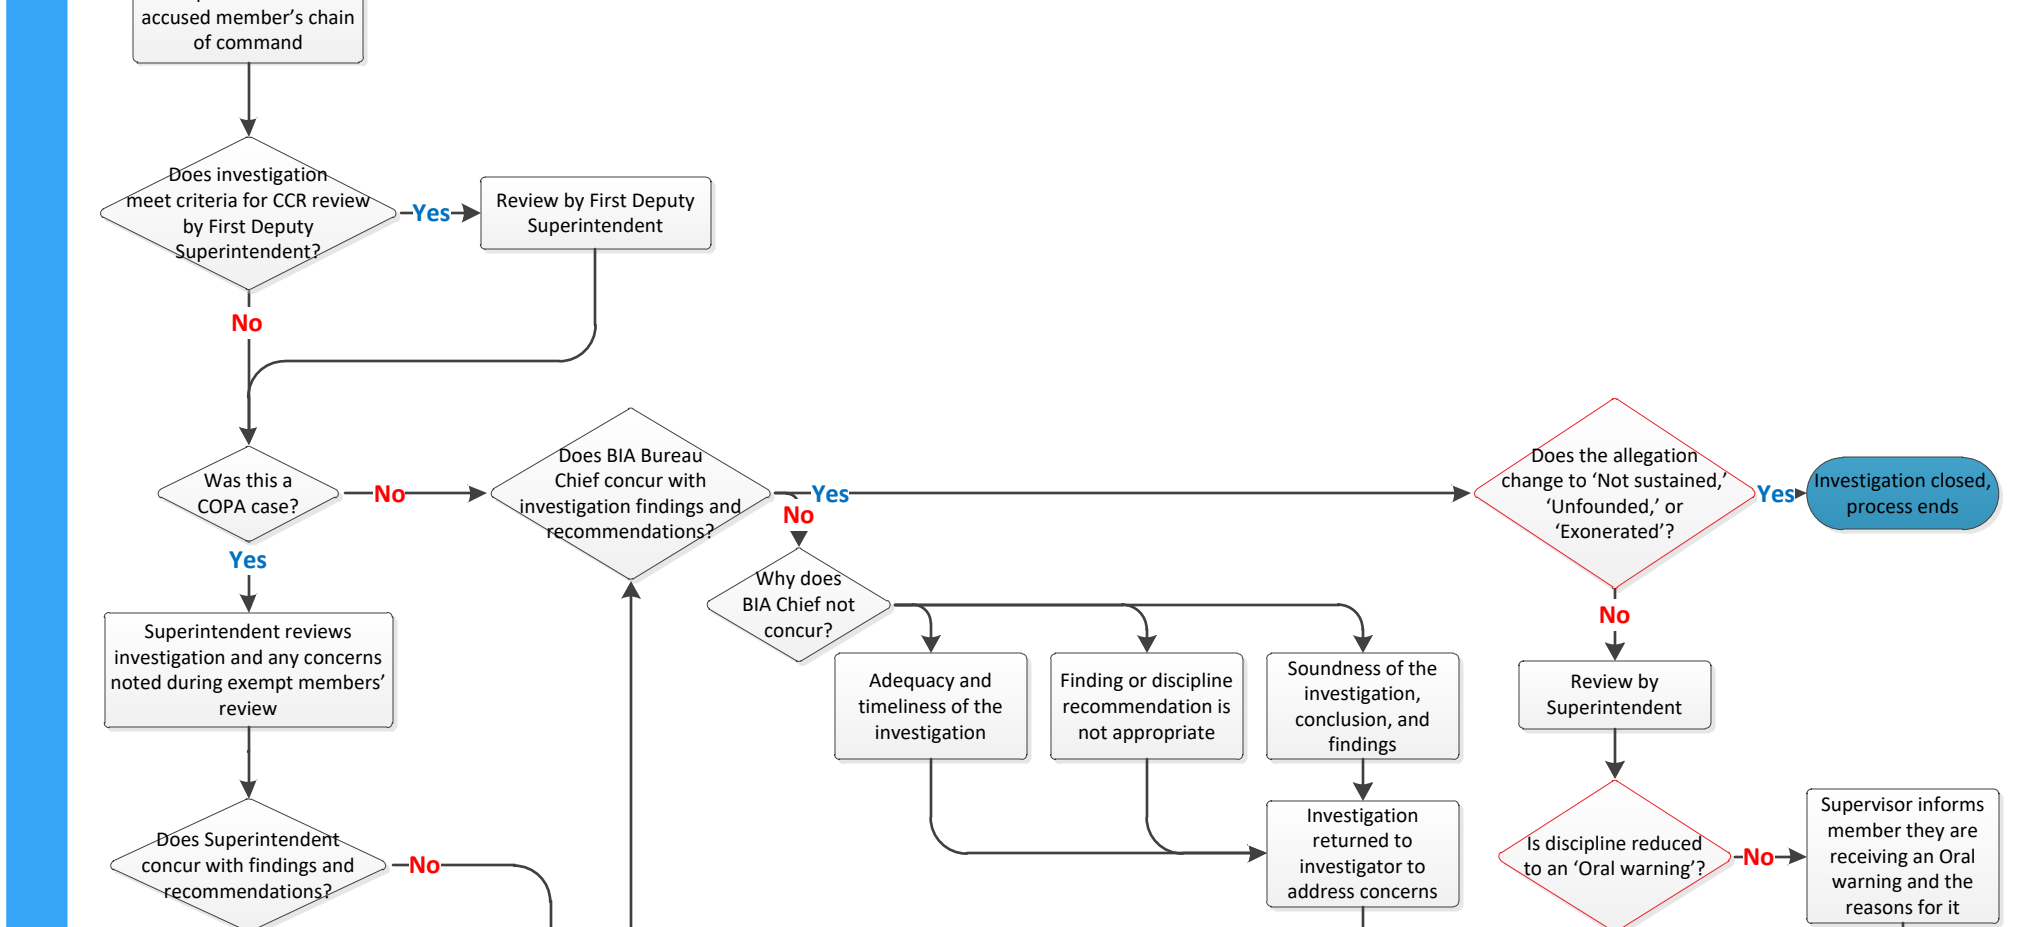 accused member’s chain
of command
Does investigation
meet criteria for CCR review
by First Deputy
Superintendent?
Yes
Review by First Deputy
Superintendent
No
Was this a
COPA case?
No
Does BIA Bureau
Chief concur with
investigation findings and
recommendations?
Yes
No
Does the allegation
change to ‘Not sustained,’
‘Unfounded,’ or
‘Exonerated’?
Yes
Investigation closed,
process ends
Yes
Why does
BIA Chief not
concur?
No
Superintendent reviews
investigation and any concerns
noted during exempt members’
review
Adequacy and
timeliness of the
investigation
Finding or discipline
recommendation is
not appropriate
Soundness of the
investigation,
conclusion, and
findings
Review by
Superintendent
Does Superintendent
concur with findings and
recommendations?
No
Investigation
returned to
investigator to
address concerns
Is discipline reduced
to an ‘Oral warning’?
No
Supervisor informs
member they are
receiving an Oral
warning and the
reasons for it